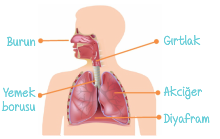 Burun
Gırtlak
Yemek
borusu
Akciğer
Diyafram